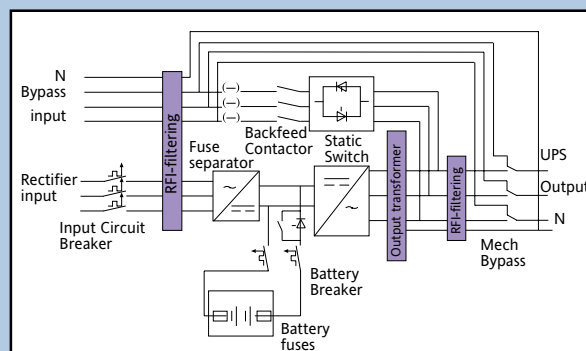 N
Bypass
input
RFI-filtering
Fuse
separator
Backfeed
Contactor
Static
Switch
Rectifier
input
Input Circuit
Breaker
Output transformer
RFI-filtering
UPS
Output
N
Mech
Bypass
Battery
Breaker
Battery
fuses